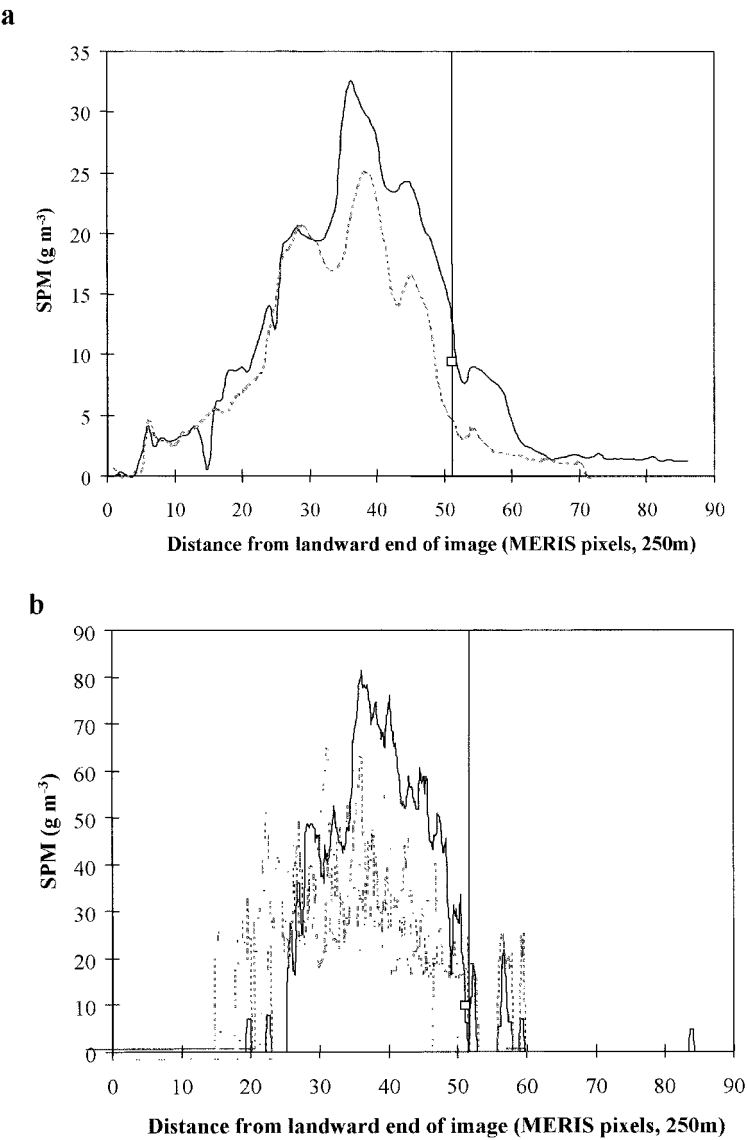 a
35
30
25
20
15
10
5
0
SPM (g m-3)
0 10 20 30 40 50 60 70 80 90
Distance from landward end of image (MERIS pixels, 250m)
b
90
80
70
60
50
40
30
20
10
0
SPM (g m-3)
0 10 20 30 40 50 60 70 80 90
Distance from landward end of image (MERIS pixels, 250m)